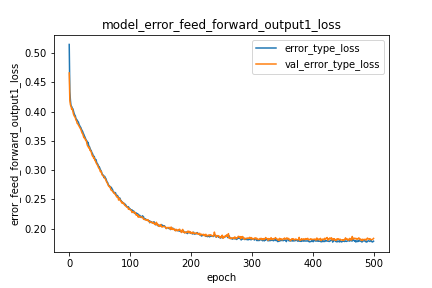 model_error_feed_forward_output1_loss
error_type_loss
val_error_type_loss
error_feed_forward_output1_loss
0.50
0.45
0.40
0.35
0.30
0.25
0.20
0 100 200 300 400 500
epoch